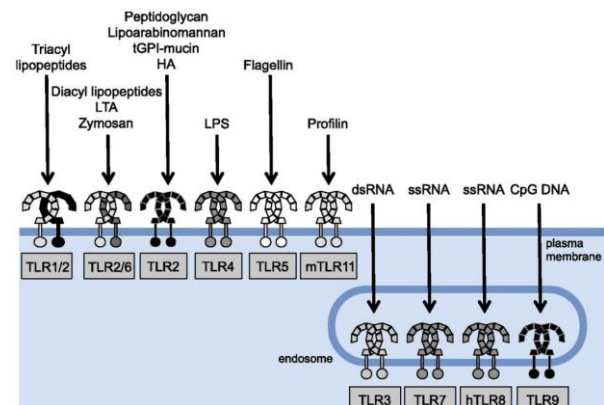 Peptidoglycan
Lipoarabinomannan
tGPI-mucin
HA
Triacyl
lipopeptides
Flagellin
Diacyl lipopeptides
LTA
Zymosan
LPS
Profilin
dsRNA
ssRNA
ssRNA
CpG DNA
plasma
membrane
TLR1/2
TLR2/6
TLR2
TLR4
TLR5
mTLR11
endosome
TLR3
TLR7
hTLR8
TLR9